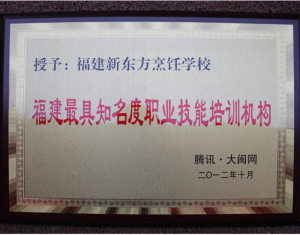 授予：福建新东方烹饪学校
福建最具知名度职业技能培训机构
腾讯·大闽网
二〇一二年十月